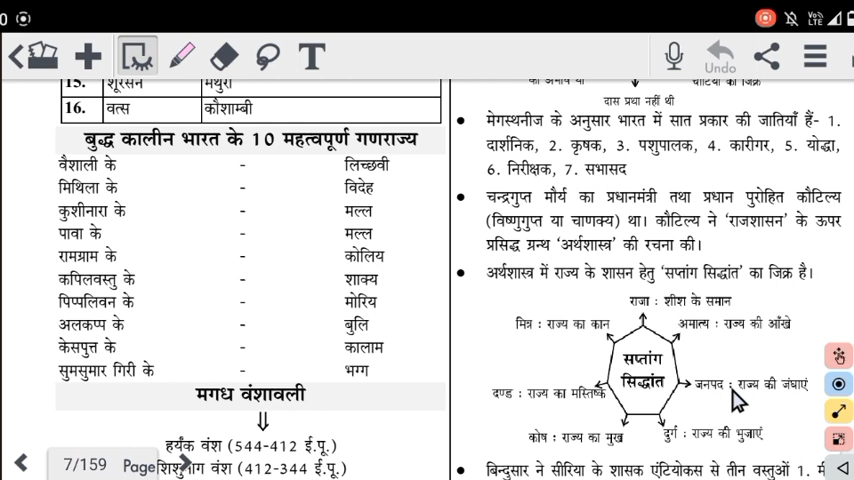 0
Vo)
LTE
T
Undo
15. शूरसेन मथुरा
16. वत्स कौशाम्बी
बुद्ध कालीन भारत के 10 महत्वपूर्ण गणराज्य
वैशाली के - लिच्छवी
मिथिला के - विदेह
कुशीनारा के - मल्ल
पावा के - मल्ल
रामग्राम के - कोलिय
कपिलवस्तु के - शाक्य
पिप्पलिवन के - मोरिय
अलकप्प के - बुलि
केसपुत्त के - कालाम
सुमसुमार गिरी के - भग्ग
मगध वंशावली
हर्यंक वंश (544-412 ई.पू.)
शिशुनाग वंश (412-344 ई.पू.)
7/159 Page
दास प्रथा नहीं थी
• मेगस्थनीज के अनुसार भारत में सात प्रकार की जातियाँ हैं- 1.
दार्शनिक, 2. कृषक, 3. पशुपालक, 4. कारीगर, 5. योद्धा,
6. निरीक्षक, 7. सभासद
• चन्द्रगुप्त मौर्य का प्रधानमंत्री तथा प्रधान पुरोहित कौटिल्य
(विष्णुगुप्त या चाणक्य) था। कौटिल्य ने ‘राजशासन’ के ऊपर
प्रसिद्ध ग्रन्थ ‘अर्थशास्त्र’ की रचना की।
• अर्थशास्त्र में राज्य के शासन हेतु ‘सप्तांग सिद्धांत’ का जिक्र है।
राजा : शीश के समान
मित्र : राज्य का कान
अमात्य : राज्य की आँखे
सप्तांग
सिद्धांत
जनपद : राज्य की जंघाएं
दण्ड : राज्य का मस्तिष्क
कोष : राज्य का मुख
दुर्ग : राज्य की भुजाएं
• बिन्दुसार ने सीरिया के शासक एंटियोकस से तीन वस्तुओं 1.